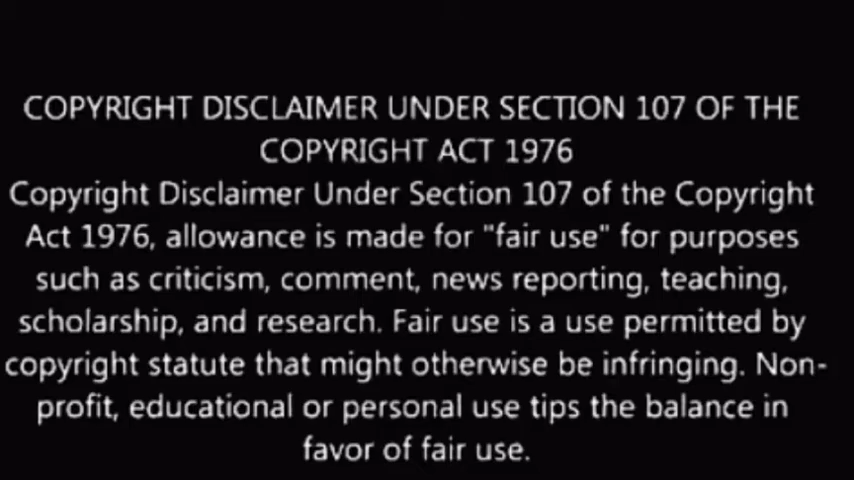 COPYRIGHT DISCLAIMER UNDER SECTION 107 OF THE
COPYRIGHT ACT 1976
Copyright Disclaimer Under Section 107 of the Copyright
Act 1976, allowance is made for "fair use" for purposes
such as criticism, comment, news reporting, teaching,
scholarship, and research. Fair use is a use permitted by
copyright statute that might otherwise be infringing. Non-
profit, educational or personal use tips the balance in
favor of fair use.